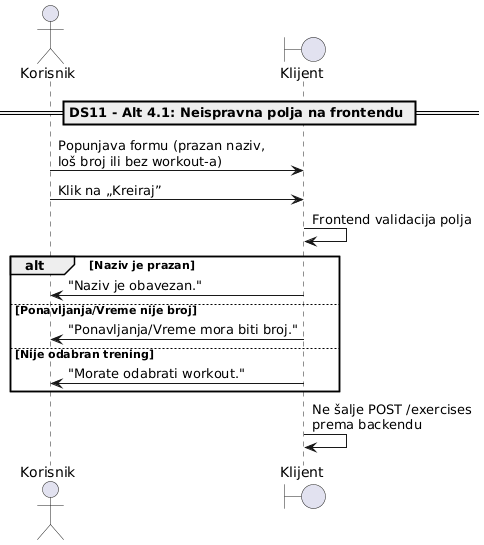 Korisnik
Klijent
DS11 - Alt 4.1: Neispravna polja na frontendu
Popunjava formu (prazan naziv,
loš broj ili bez workout-a)
Klik na „Kreiraj”
Frontend validacija polja
alt
[Naziv je prazan]
"Naziv je obavezan."
[Ponavljanja/Vreme nije broj]
"Ponavljanja/Vreme mora biti broj."
[Nije odabran trening]
"Morate odabrati workout."
Ne šalje POST /exercises
prema backendu
Korisnik
Klijent